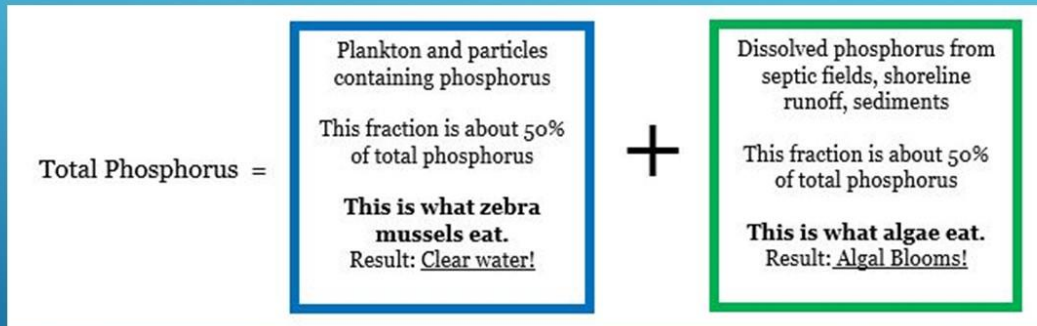 Total Phosphorus =
Plankton and particles
containing phosphorus
This fraction is about 50%
of total phosphorus
This is what zebra
mussels eat.
Result: Clear water!
+
Dissolved phosphorus from
septic fields, shoreline
runoff, sediments
This fraction is about 50%
of total phosphorus
This is what algae eat.
Result: Algal Blooms!